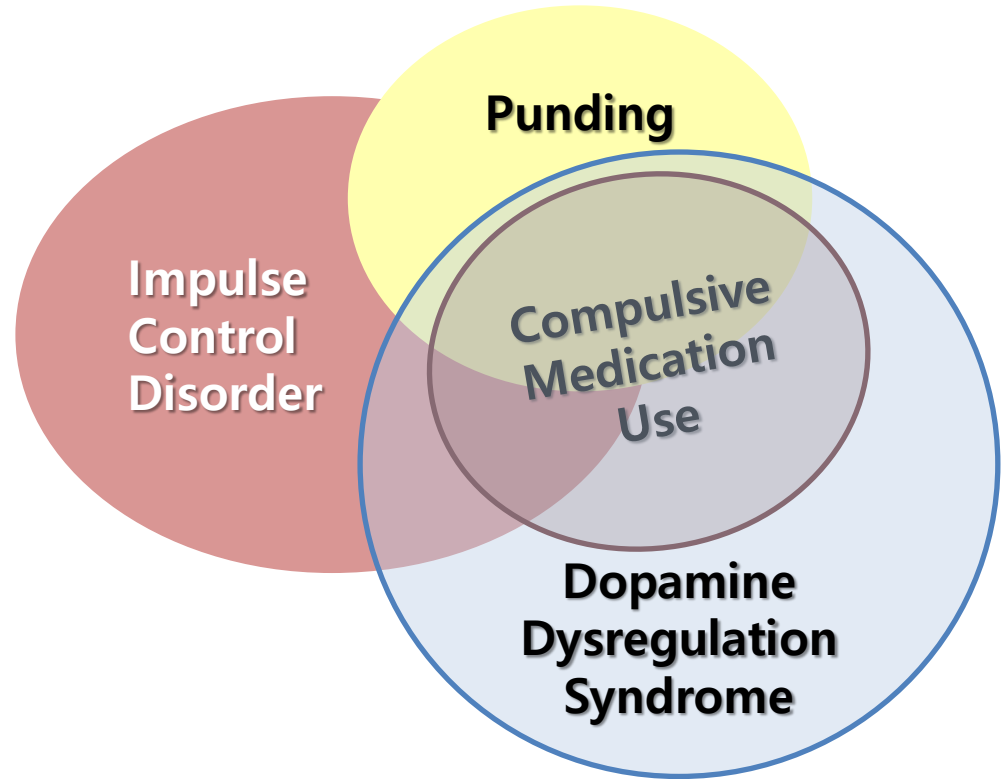 Punding
Impulse
Control
Disorder
Compulsive
Medication
Use
Dopamine
Dysregulation
Syndrome